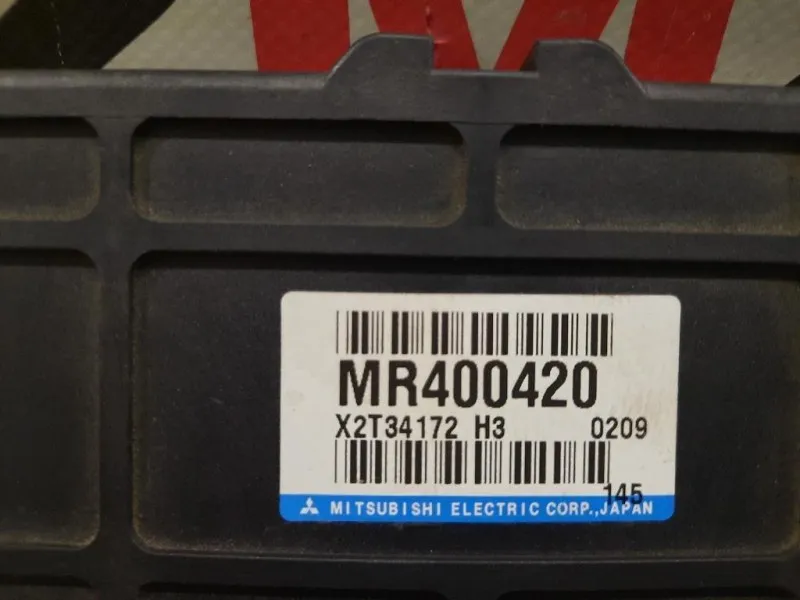 MR400420
X2T34172 H3 0209
145
MITSUBISHI ELECTRIC CORP.,JAPAN